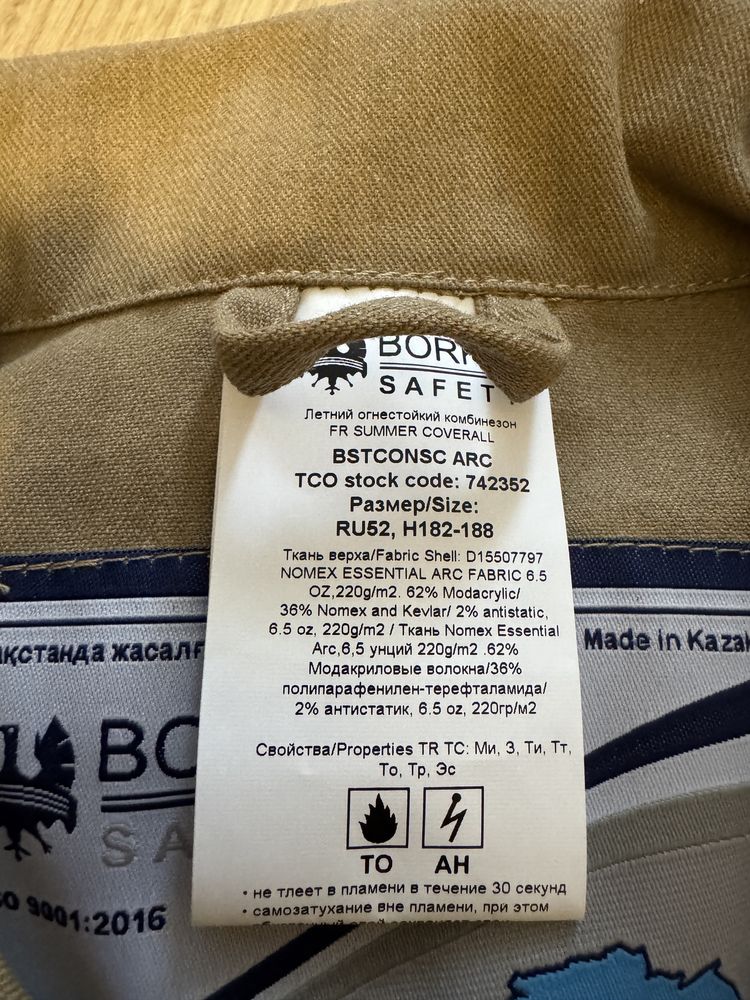 SAFETY
Летний огнестойкий комбинезон
FR SUMMER COVERALL
BSTCONSC ARC
TCO stock code: 742352
Размер/Size:
RU52, H182-188
Ткань верха/Fabric Shell: D15507797
NOMEX ESSENTIAL ARC FABRIC 6.5
OZ,220g/m2. 62% Modacrylic/
36% Nomex and Kevlar/ 2% antistatic,
6.5 oz, 220g/m2 / Ткань Nomex Essential
Arc,6,5 унций 220g/m2 .62%
Модакриловые волокна/36%
полипарафенилен-терефталамида/
2% антистатик, 6.5 oz, 220гр/м2
Свойства/Properties TR TC: Ми, З, Ти, Тт,
То, Тр, Эс
ТО АН
• не тлеет в пламени в течение 30 секунд
• самозатухание вне пламени, при этом
Made in
9001:2016